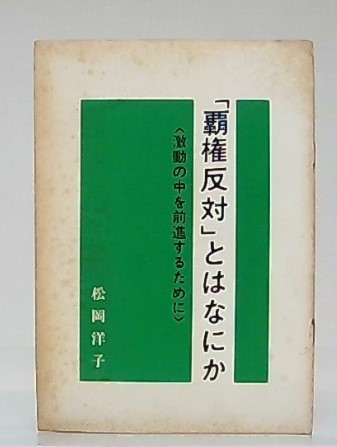 「覇権反対」とはなにか
〈激動の中を前進するために〉
松岡洋子